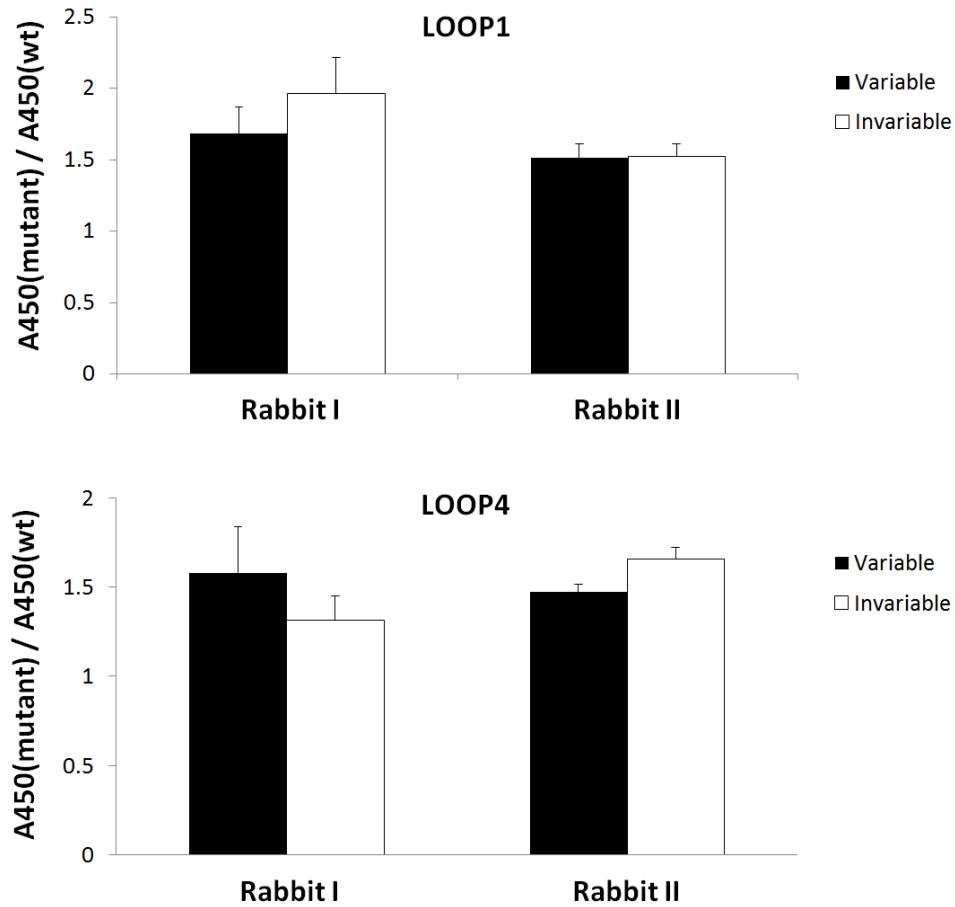 LOOP1
A450(mutant) / A450(wt)
2.5
2
1.5
1
0.5
0
Rabbit I
Rabbit II
Variable
Invariable
LOOP4
A450(mutant) / A450(wt)
2
1.5
1
0.5
0
Rabbit I
Rabbit II
Variable
Invariable